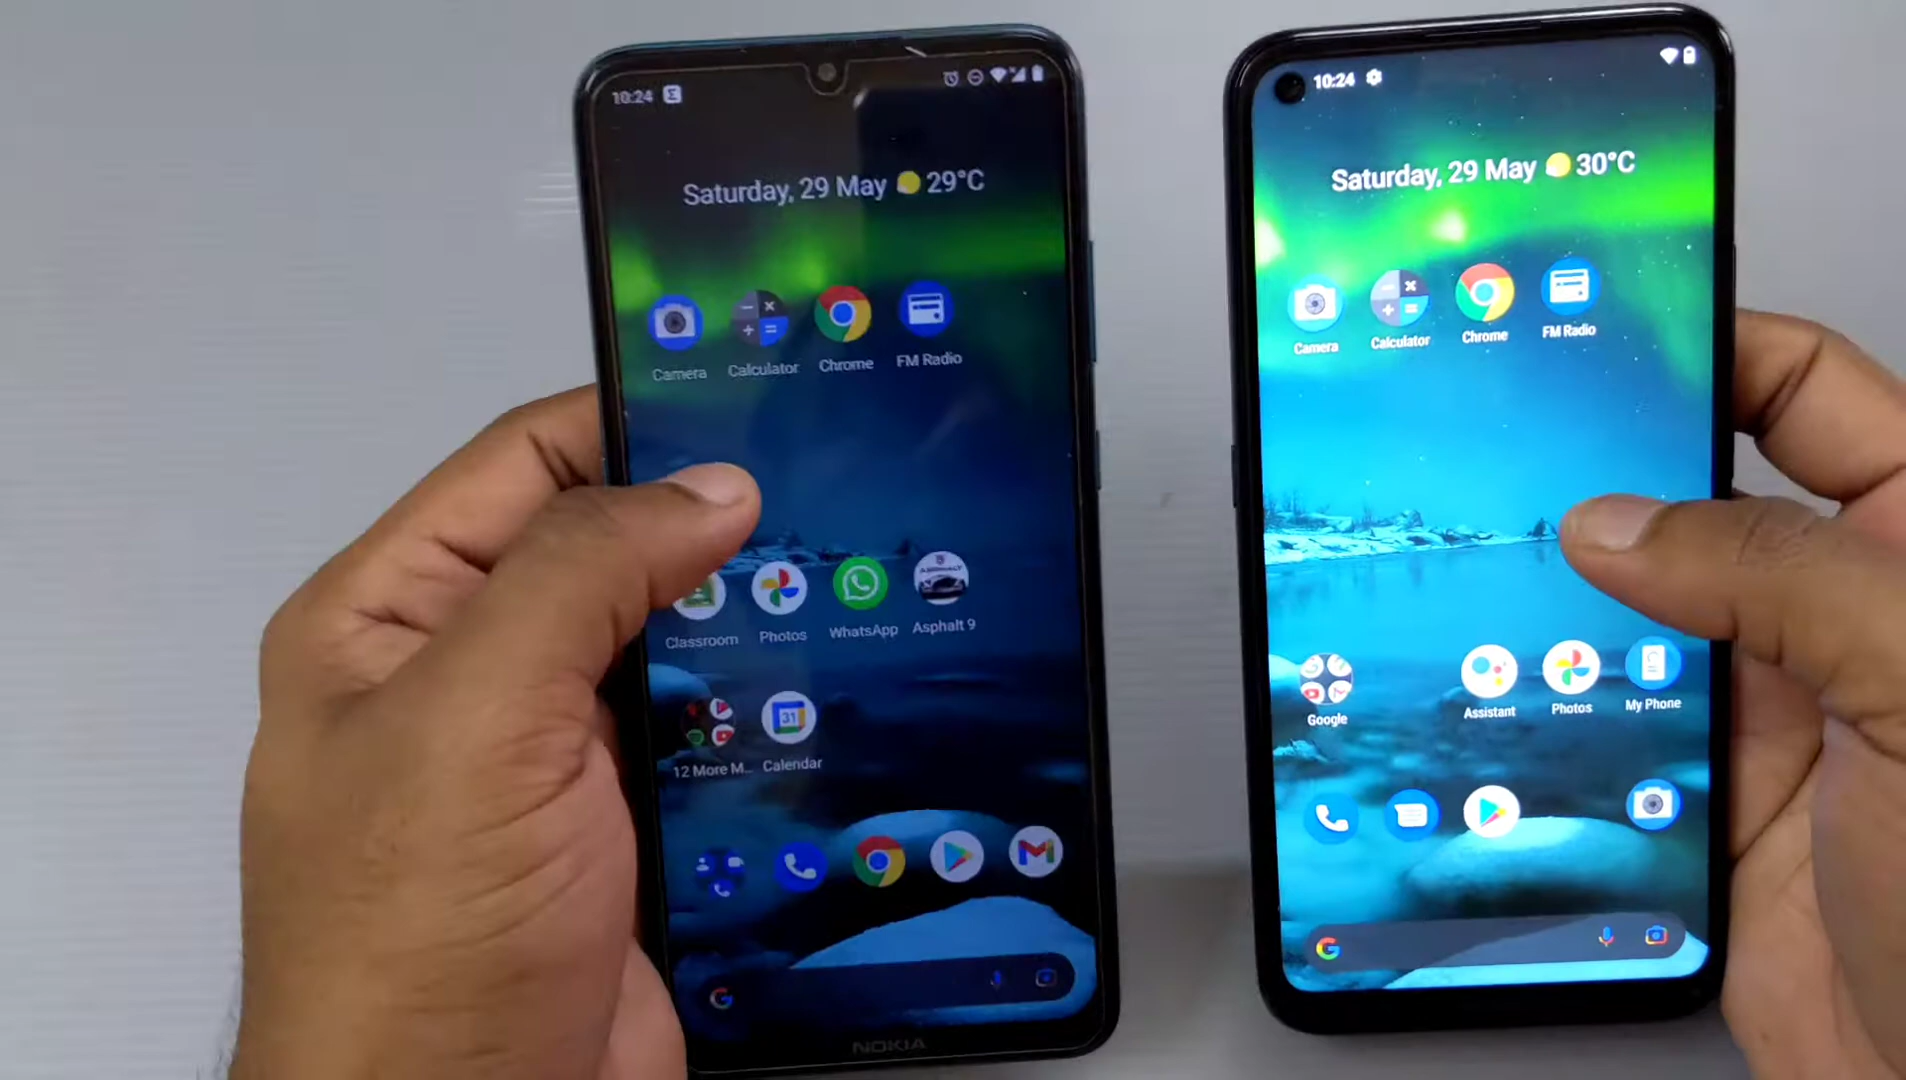 10:24
Saturday, 29 May 29°C
Camera Calculator Chrome FM Radio
Classroom Photos WhatsApp Asphalt 9
12 More M... Calendar
31
NOKIA
10:24
Saturday, 29 May 30°C
Camera Calculator Chrome FM Radio
Google Assistant Photos My Phone